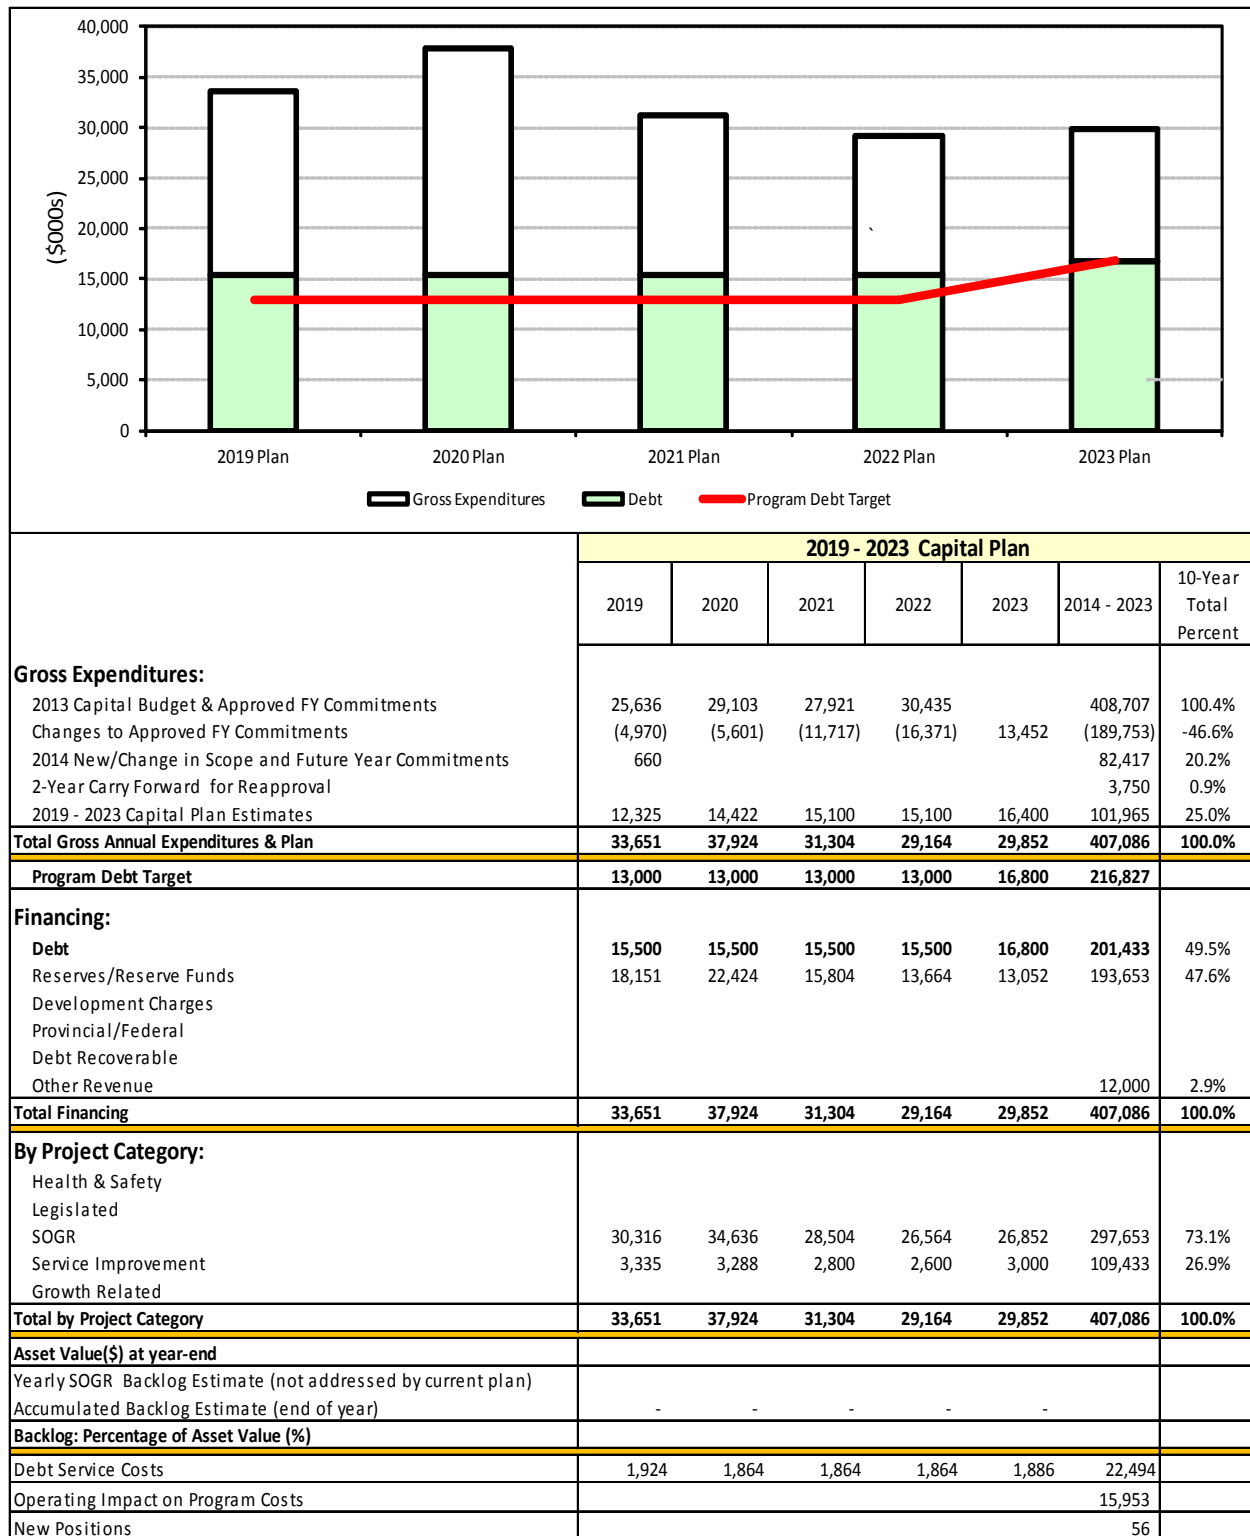 40,000
35,000
30,000
25,000
20,000
15,000
10,000
5,000
0
($000s)
`
2019 Plan 2020 Plan 2021 Plan 2022 Plan 2023 Plan
Gross Expenditures Debt Program Debt Target
2019 - 2023 Capital Plan
2019 2020 2021 2022 2023 2014 - 2023 10-Year Total Percent
Gross Expenditures:
2013 Capital Budget & Approved FY Commitments 25,636 29,103 27,921 30,435 408,707 100.4%
Changes to Approved FY Commitments (4,970) (5,601) (11,717) (16,371) 13,452 (189,753) -46.6%
2014 New/Change in Scope and Future Year Commitments 660 82,417 20.2%
2-Year Carry Forward for Reapproval 3,750 0.9%
2019 - 2023 Capital Plan Estimates 12,325 14,422 15,100 15,100 16,400 101,965 25.0%
Total Gross Annual Expenditures & Plan 33,651 37,924 31,304 29,164 29,852 407,086 100.0%
Program Debt Target 13,000 13,000 13,000 13,000 16,800 216,827
Financing:
Debt 15,500 15,500 15,500 15,500 16,800 201,433 49.5%
Reserves/Reserve Funds 18,151 22,424 15,804 13,664 13,052 193,653 47.6%
Development Charges
Provincial/Federal
Debt Recoverable
Other Revenue 12,000 2.9%
Total Financing 33,651 37,924 31,304 29,164 29,852 407,086 100.0%
By Project Category:
Health & Safety
Legislated
SOGR 30,316 34,636 28,504 26,564 26,852 297,653 73.1%
Service Improvement 3,335 3,288 2,800 2,600 3,000 109,433 26.9%
Growth Related
Total by Project Category 33,651 37,924 31,304 29,164 29,852 407,086 100.0%
Asset Value($) at year-end
Yearly SOGR Backlog Estimate (not addressed by current plan)
Accumulated Backlog Estimate (end of year) - - - - -
Backlog: Percentage of Asset Value (%)
Debt Service Costs 1,924 1,864 1,864 1,864 1,886 22,494
Operating Impact on Program Costs 15,953
New Positions 56